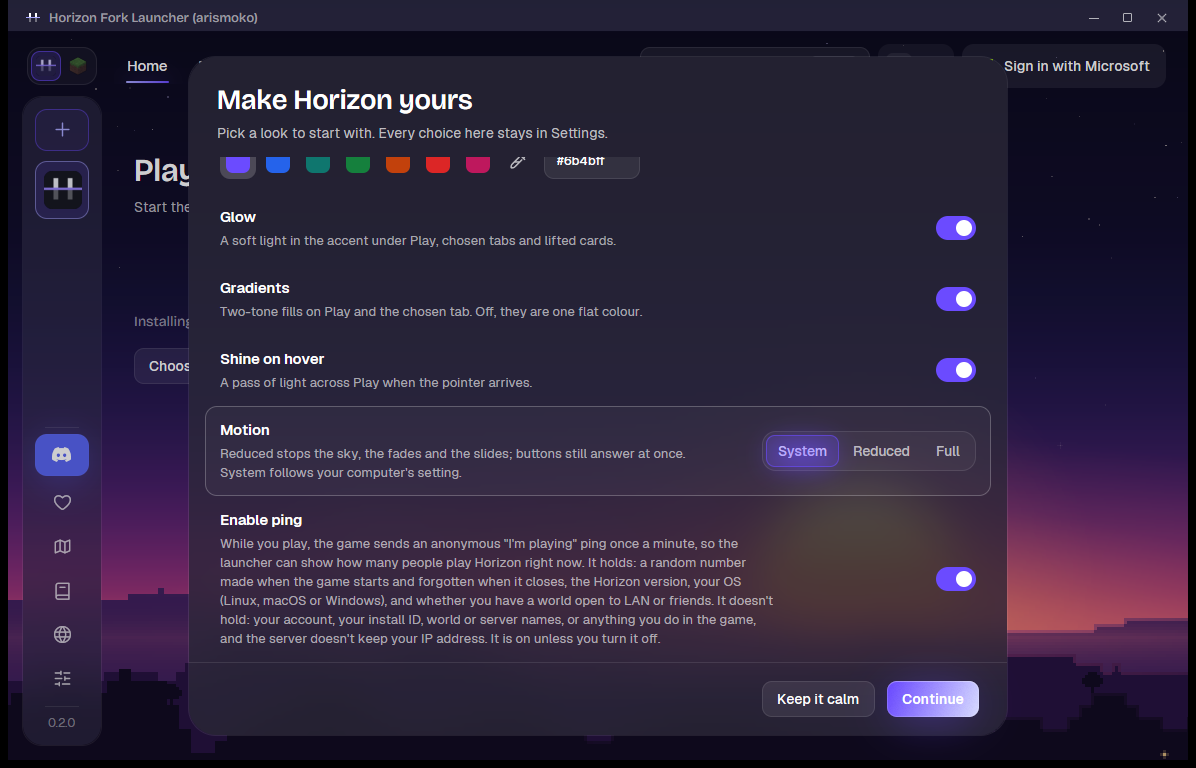 Horizon Fork Launcher (arismoko)
Home
Sign in with Microsoft
Make Horizon yours
Pick a look to start with. Every choice here stays in Settings.
#6b4bff
Play
Start the
Glow
A soft light in the accent under Play, chosen tabs and lifted cards.
Gradients
Two-tone fills on Play and the chosen tab. Off, they are one flat colour.
Installing
Shine on hover
A pass of light across Play when the pointer arrives.
Choos
Motion
Reduced stops the sky, the fades and the slides; buttons still answer at once.
System follows your computer's setting.
System
Reduced
Full
Enable ping
While you play, the game sends an anonymous "I'm playing" ping once a minute, so the
launcher can show how many people play Horizon right now. It holds: a random number
made when the game starts and forgotten when it closes, the Horizon version, your OS
(Linux, macOS or Windows), and whether you have a world open to LAN or friends. It doesn't
hold: your account, your install ID, world or server names, or anything you do in the game,
and the server doesn't keep your IP address. It is on unless you turn it off.
Keep it calm
Continue
0.2.0